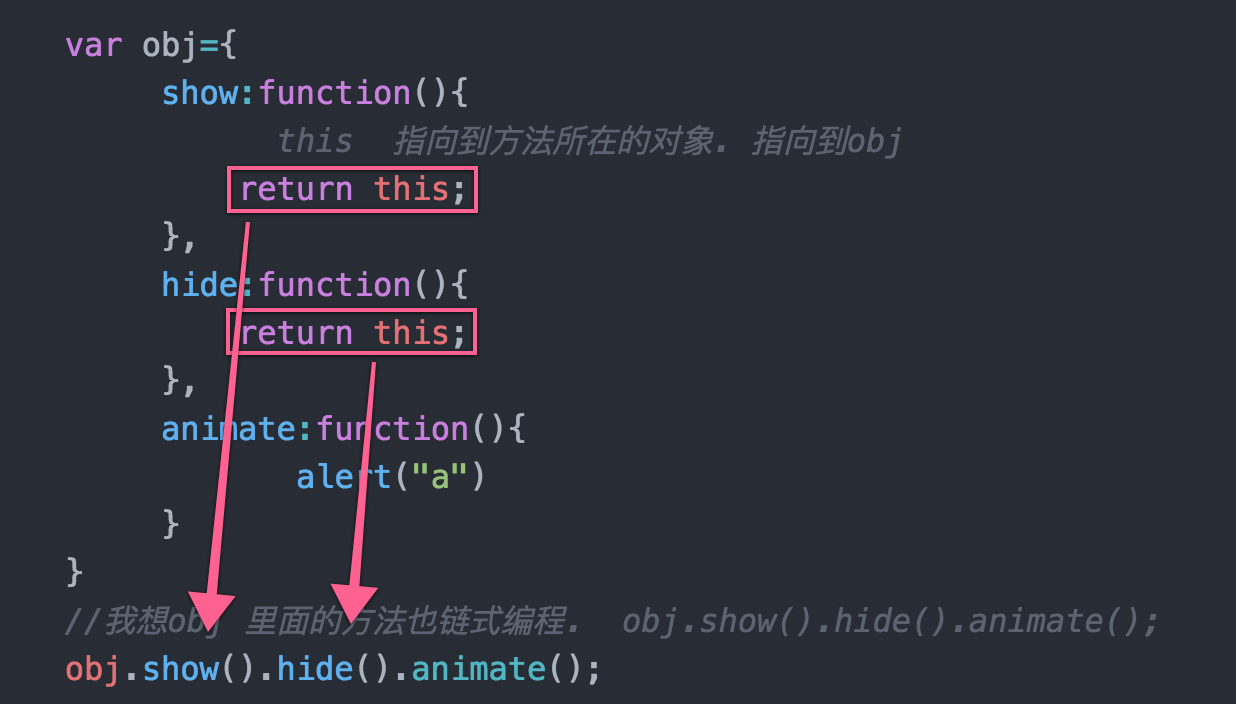 var obj={
show:function(){
this 指向到方法所在的对象. 指向到obj
return this;
},
hide:function(){
return this;
},
animate:function(){
alert("a")
}
}
//我想obj 里面的方法也链式编程. obj.show().hide().animate();
obj.show().hide().animate();